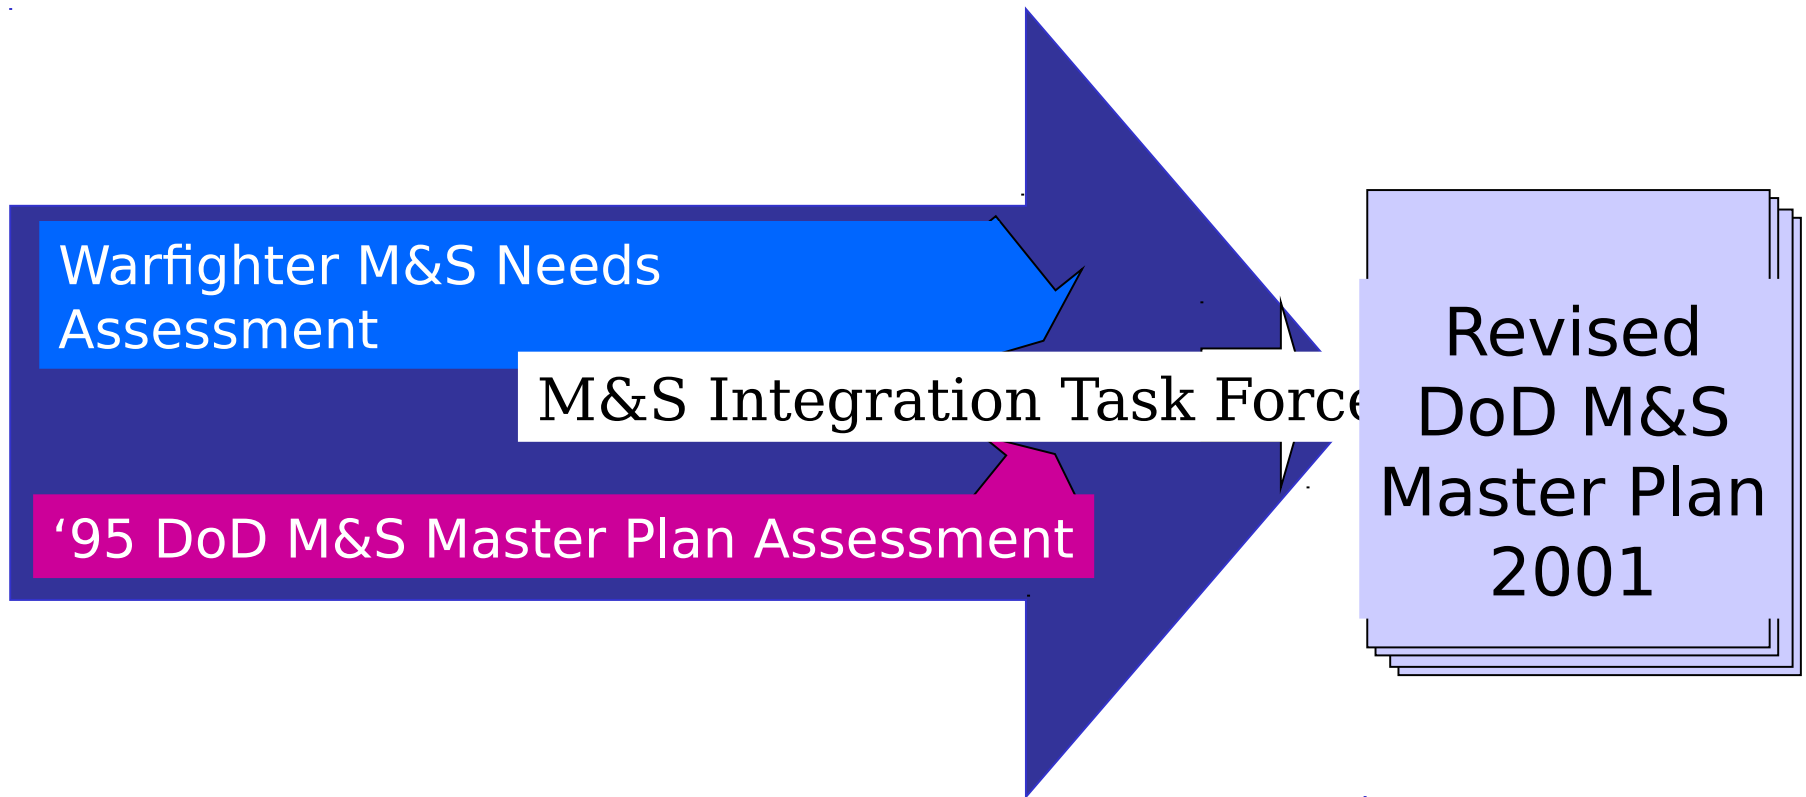 Warfighter M&S Needs
Assessment
M&S Integration Task Force
‘95 DoD M&S Master Plan Assessment
Revised
DoD M&S
Master Plan
2001